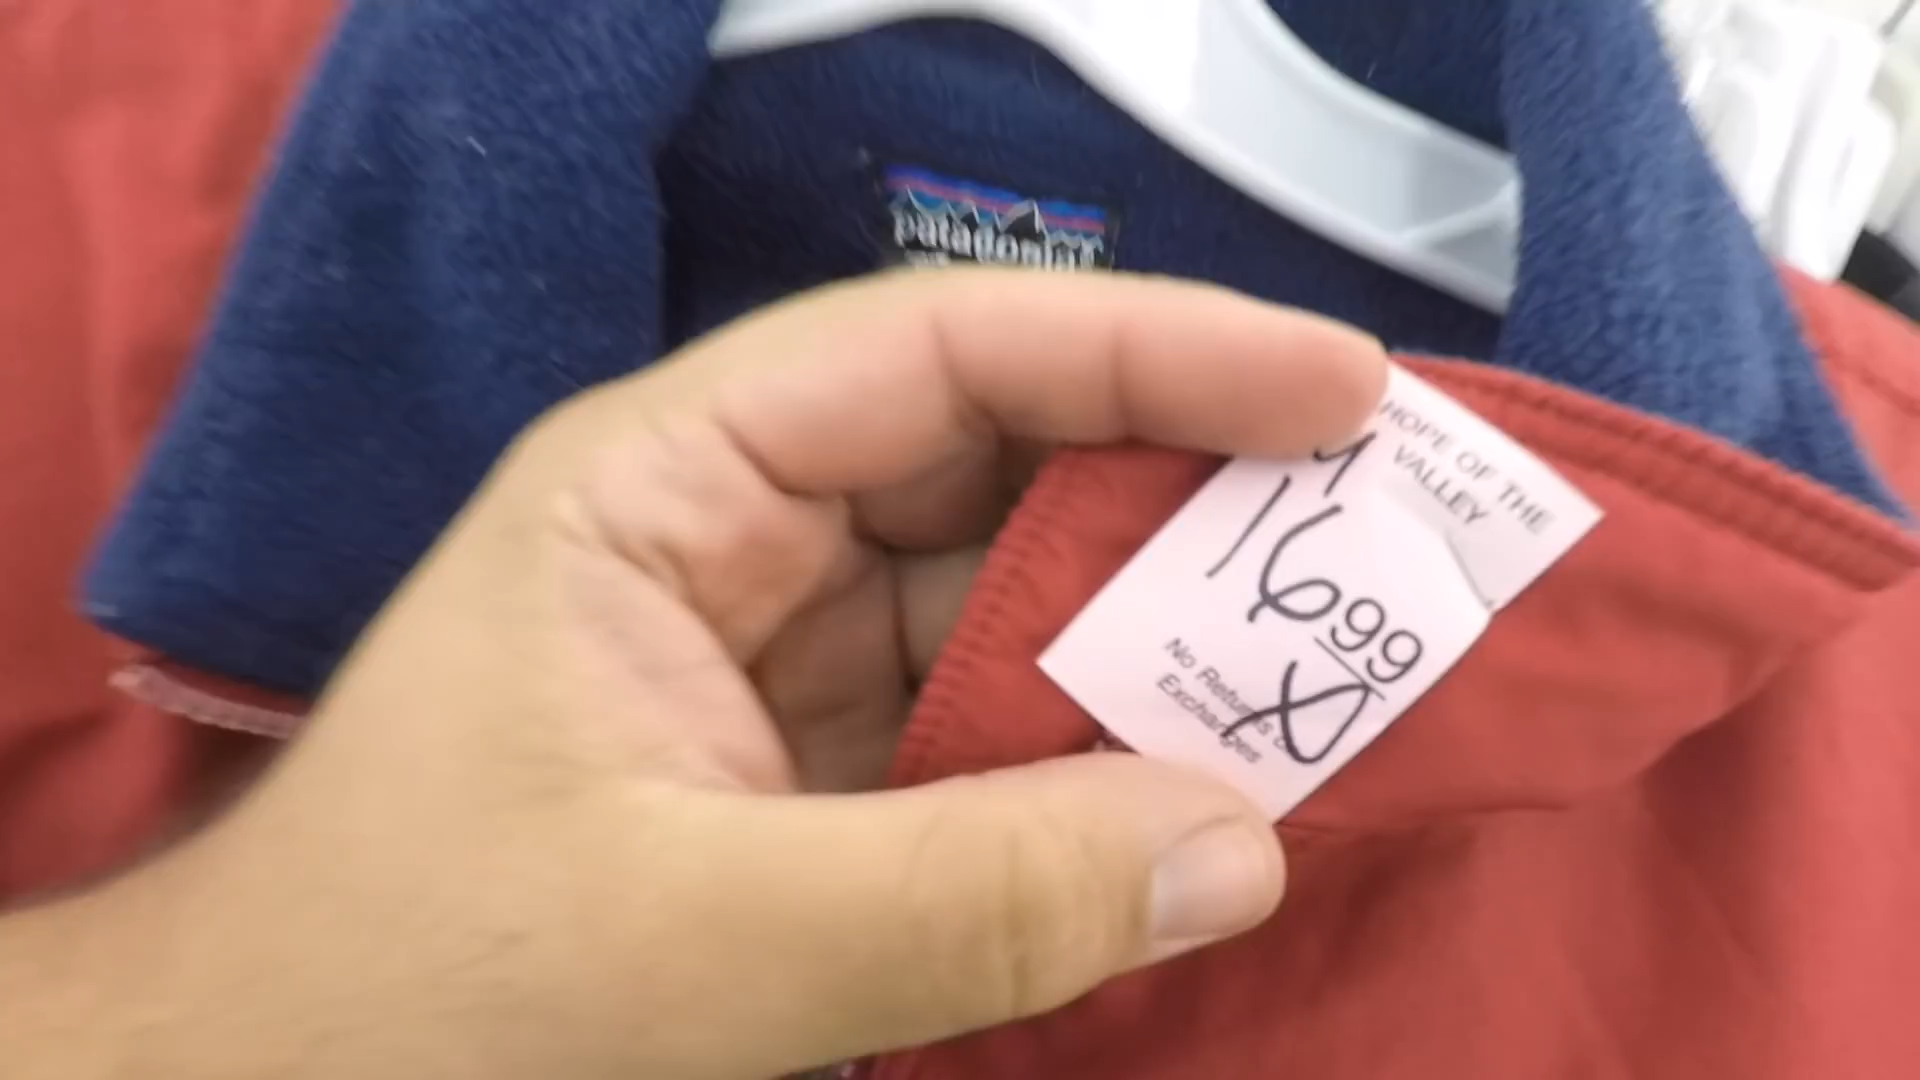 patagonia
HOPE OF THE
VALLEY
16 99
No Returns or
Exchanges